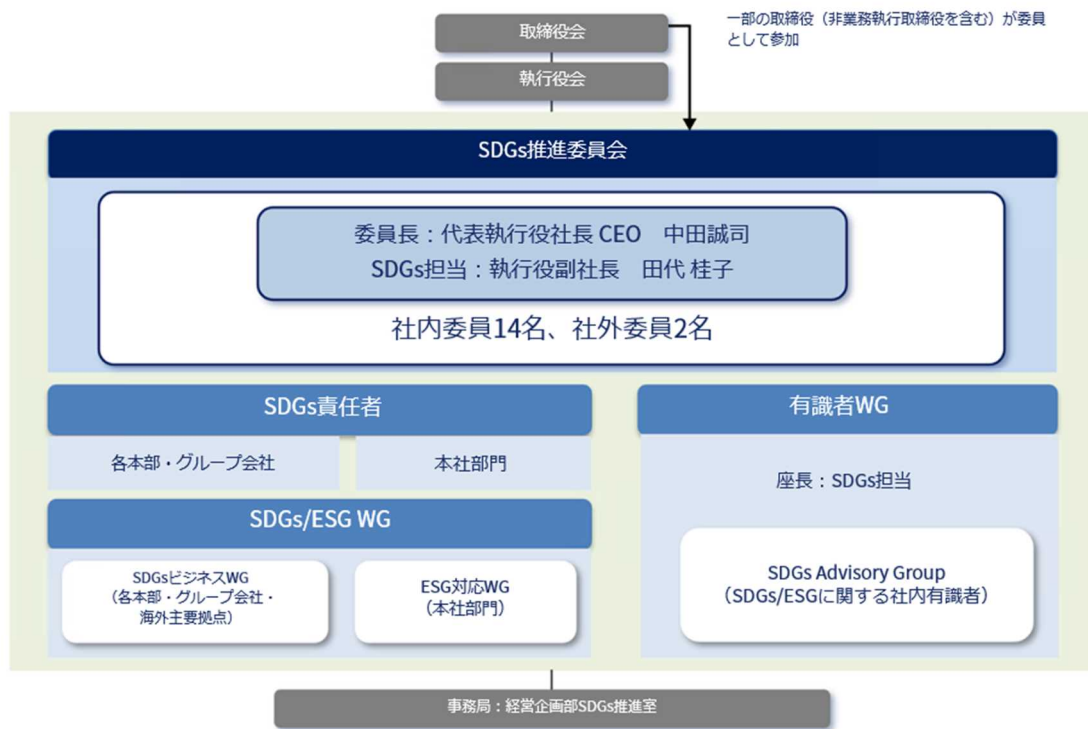 取締役会
一部の取締役（非業務執行取締役を含む）が委員
として参加
執行役会
SDGs推進委員会
委員長：代表執行役社長 CEO　中田誠司
SDGs担当：執行役副社長　田代 桂子
社内委員14名、社外委員2名
SDGs責任者
各本部・グループ会社
本社部門
SDGs/ESG WG
SDGsビジネスWG
（各本部・グループ会社・
海外主要拠点）
ESG対応WG
（本社部門）
有識者WG
座長：SDGs担当
SDGs Advisory Group
（SDGs/ESGに関する社内有識者）
事務局：経営企画部SDGs推進室